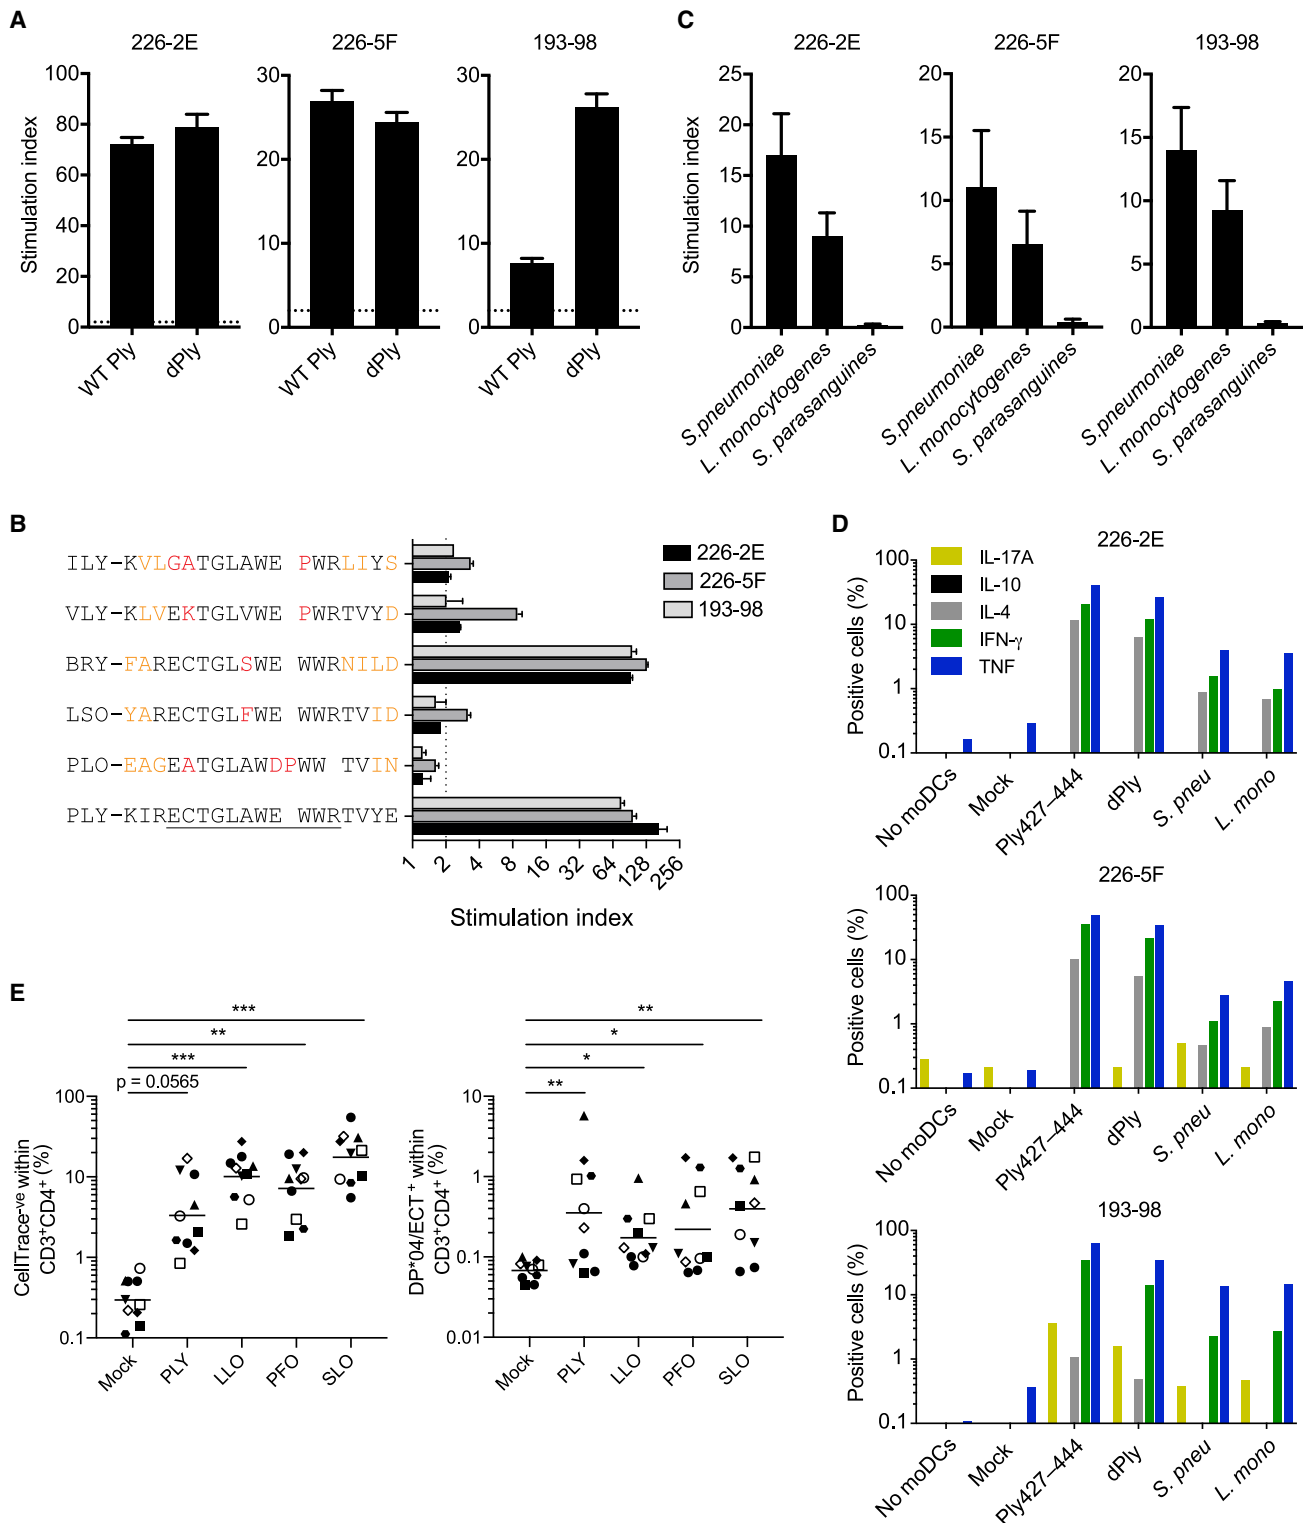 A
226-2E
226-5F
193-98
Stimulation index
100
80
60
40
20
0
30
20
10
0
30
20
10
0
WT Ply
dPly
WT Ply
dPly
WT Ply
dPly
C
226-2E
226-5F
193-98
Stimulation index
25
20
15
10
5
0
20
15
10
5
0
20
15
10
5
0
S.pneumoniae
L. monocytogenes
S. parasanguines
S.pneumoniae
L. monocytogenes
S. parasanguines
S.pneumoniae
L. monocytogenes
S. parasanguines
B
ILY-KVLGATGLAWE PWRLIYS
VLY-KLVEKTGLVWE PWRTVYD
BRY-FARECTGLSWE WWRNILD
LSO-YARECTGLFWE WWRTVID
PLO-EAGEATGLAWDPWW TVIN
PLY-KIRECTGLAWE WWRTVYE
226-2E
226-5F
193-98
1 2 4 8 16 32 64 128 256
Stimulation index
D
226-2E
IL-17A
IL-10
IL-4
IFN-γ
TNF
Positive cells (%)
100
10
1
0.1
No moDCs
Mock
Ply427–444
dPly
S. pneu
L. mono
226-5F
Positive cells (%)
100
10
1
0.1
No moDCs
Mock
Ply427–444
dPly
S. pneu
L. mono
193-98
Positive cells (%)
100
10
1
0.1
No moDCs
Mock
Ply427–444
dPly
S. pneu
L. mono
E
***
**
***
p = 0.0565
CellTrace-ve within
CD3+CD4+ (%)
100
10
1
0.1
Mock
PLY
LLO
PFO
SLO
**
*
*
**
DP*04/ECT+ within
CD3+CD4+ (%)
10
1
0.1
0.01
Mock
PLY
LLO
PFO
SLO